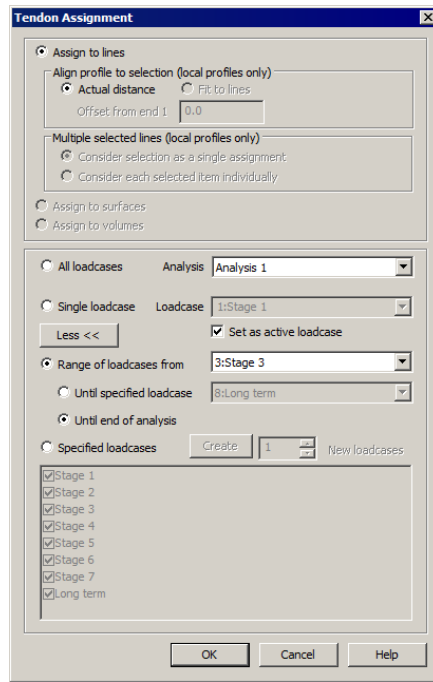 Tendon Assignment
Assign to lines
Align profile to selection (local profiles only)
Actual distance Fit to lines
Offset from end 1 0.0
Multiple selected lines (local profiles only)
Consider selection as a single assignment
Consider each selected item individually
Assign to surfaces
Assign to volumes
All loadcases Analysis Analysis 1
Single loadcase Loadcase 1:Stage 1
Less << Set as active loadcase
Range of loadcases from 3:Stage 3
Until specified loadcase 8:Long term
Until end of analysis
Specified loadcases Create 1 New loadcases
Stage 1
Stage 2
Stage 3
Stage 4
Stage 5
Stage 6
Stage 7
Long term
OK Cancel Help